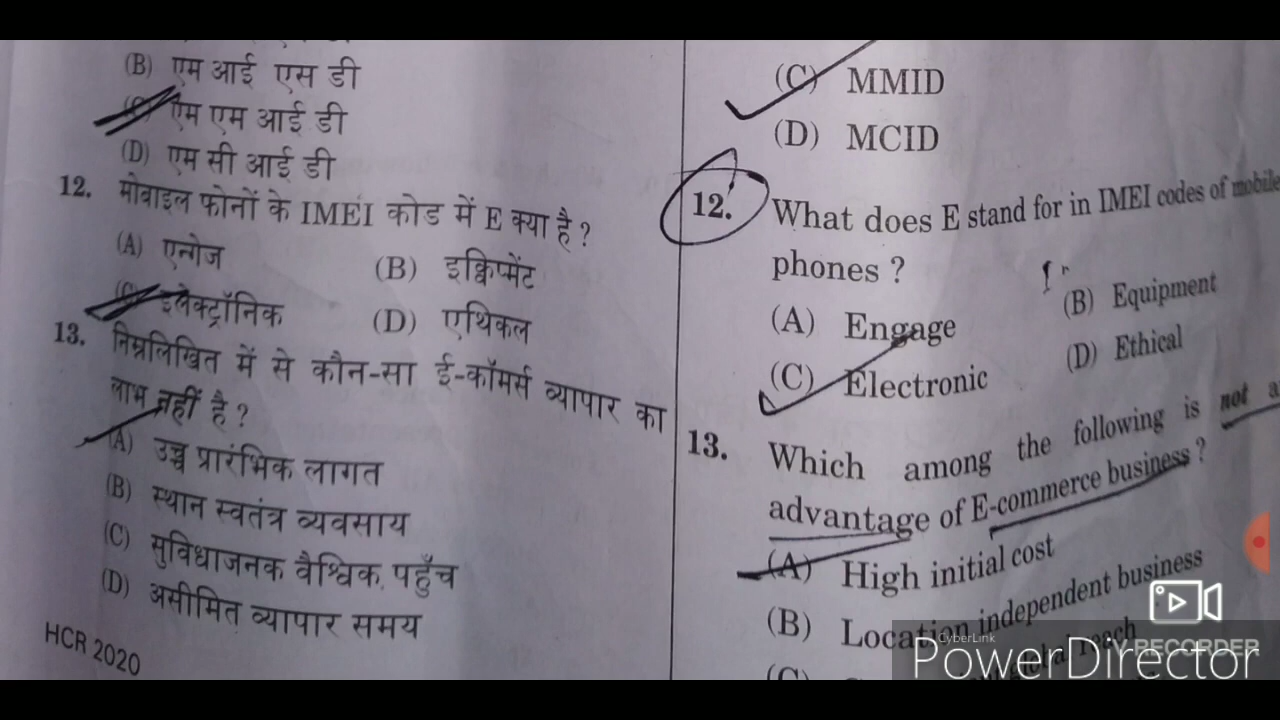 (B) एम आई एस डी
(C) एम एम आई डी
(D) एम सी आई डी
12. मोबाइल फोनों के IMEI कोड में E क्या है ?
(A) एन्गेज (B) इक्विप्मेंट
(C) इलेक्ट्रॉनिक (D) एथिकल
13. निम्नलिखित में से कौन-सा ई-कॉमर्स व्यापार का
लाभ नहीं है ?
(A) उच्च प्रारंभिक लागत
(B) स्थान स्वतंत्र व्यवसाय
(C) सुविधाजनक वैश्विक पहुँच
(D) असीमित व्यापार समय
HCR 2020
(C) MMID
(D) MCID
12. What does E stand for in IMEI codes of mobile
phones ?
(A) Engage (B) Equipment
(C) Electronic (D) Ethical
13. Which among the following is not a
advantage of E-commerce business ?
(A) High initial cost
(B) Location independent business
(C) global reach
RECORDER
CyberLink
PowerDirector